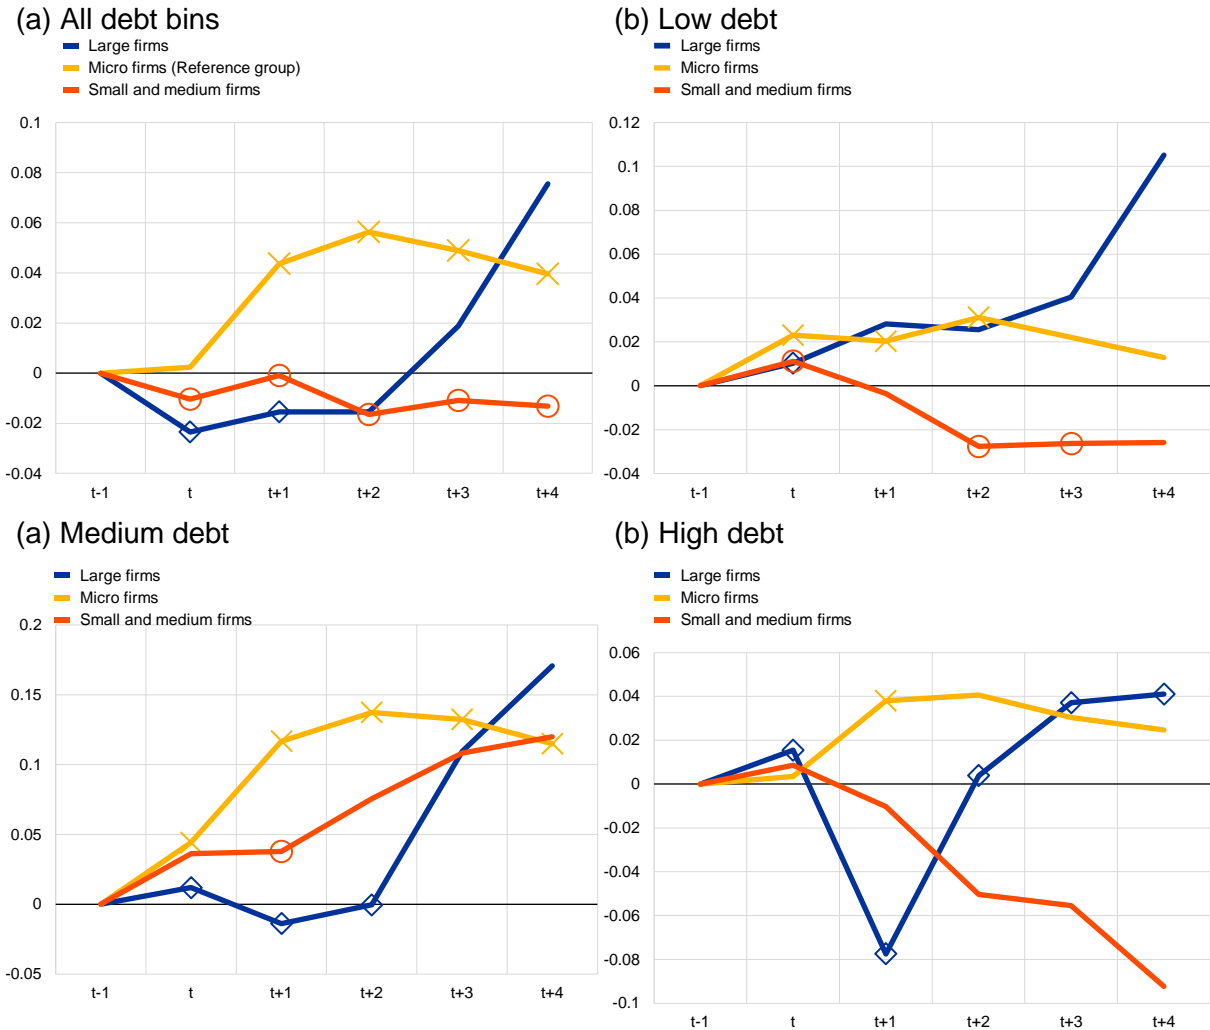 (a) All debt bins
Large firms
Micro firms (Reference group)
Small and medium firms
0.1
0.08
0.06
0.04
0.02
0
-0.02
-0.04
t-1 t t+1 t+2 t+3 t+4
(b) Low debt
Large firms
Micro firms
Small and medium firms
0.12
0.1
0.08
0.06
0.04
0.02
0
-0.02
-0.04
t-1 t t+1 t+2 t+3 t+4
(a) Medium debt
Large firms
Micro firms
Small and medium firms
0.2
0.15
0.1
0.05
0
-0.05
t-1 t t+1 t+2 t+3 t+4
(b) High debt
Large firms
Micro firms
Small and medium firms
0.06
0.04
0.02
0
-0.02
-0.04
-0.06
-0.08
-0.1
t-1 t t+1 t+2 t+3 t+4